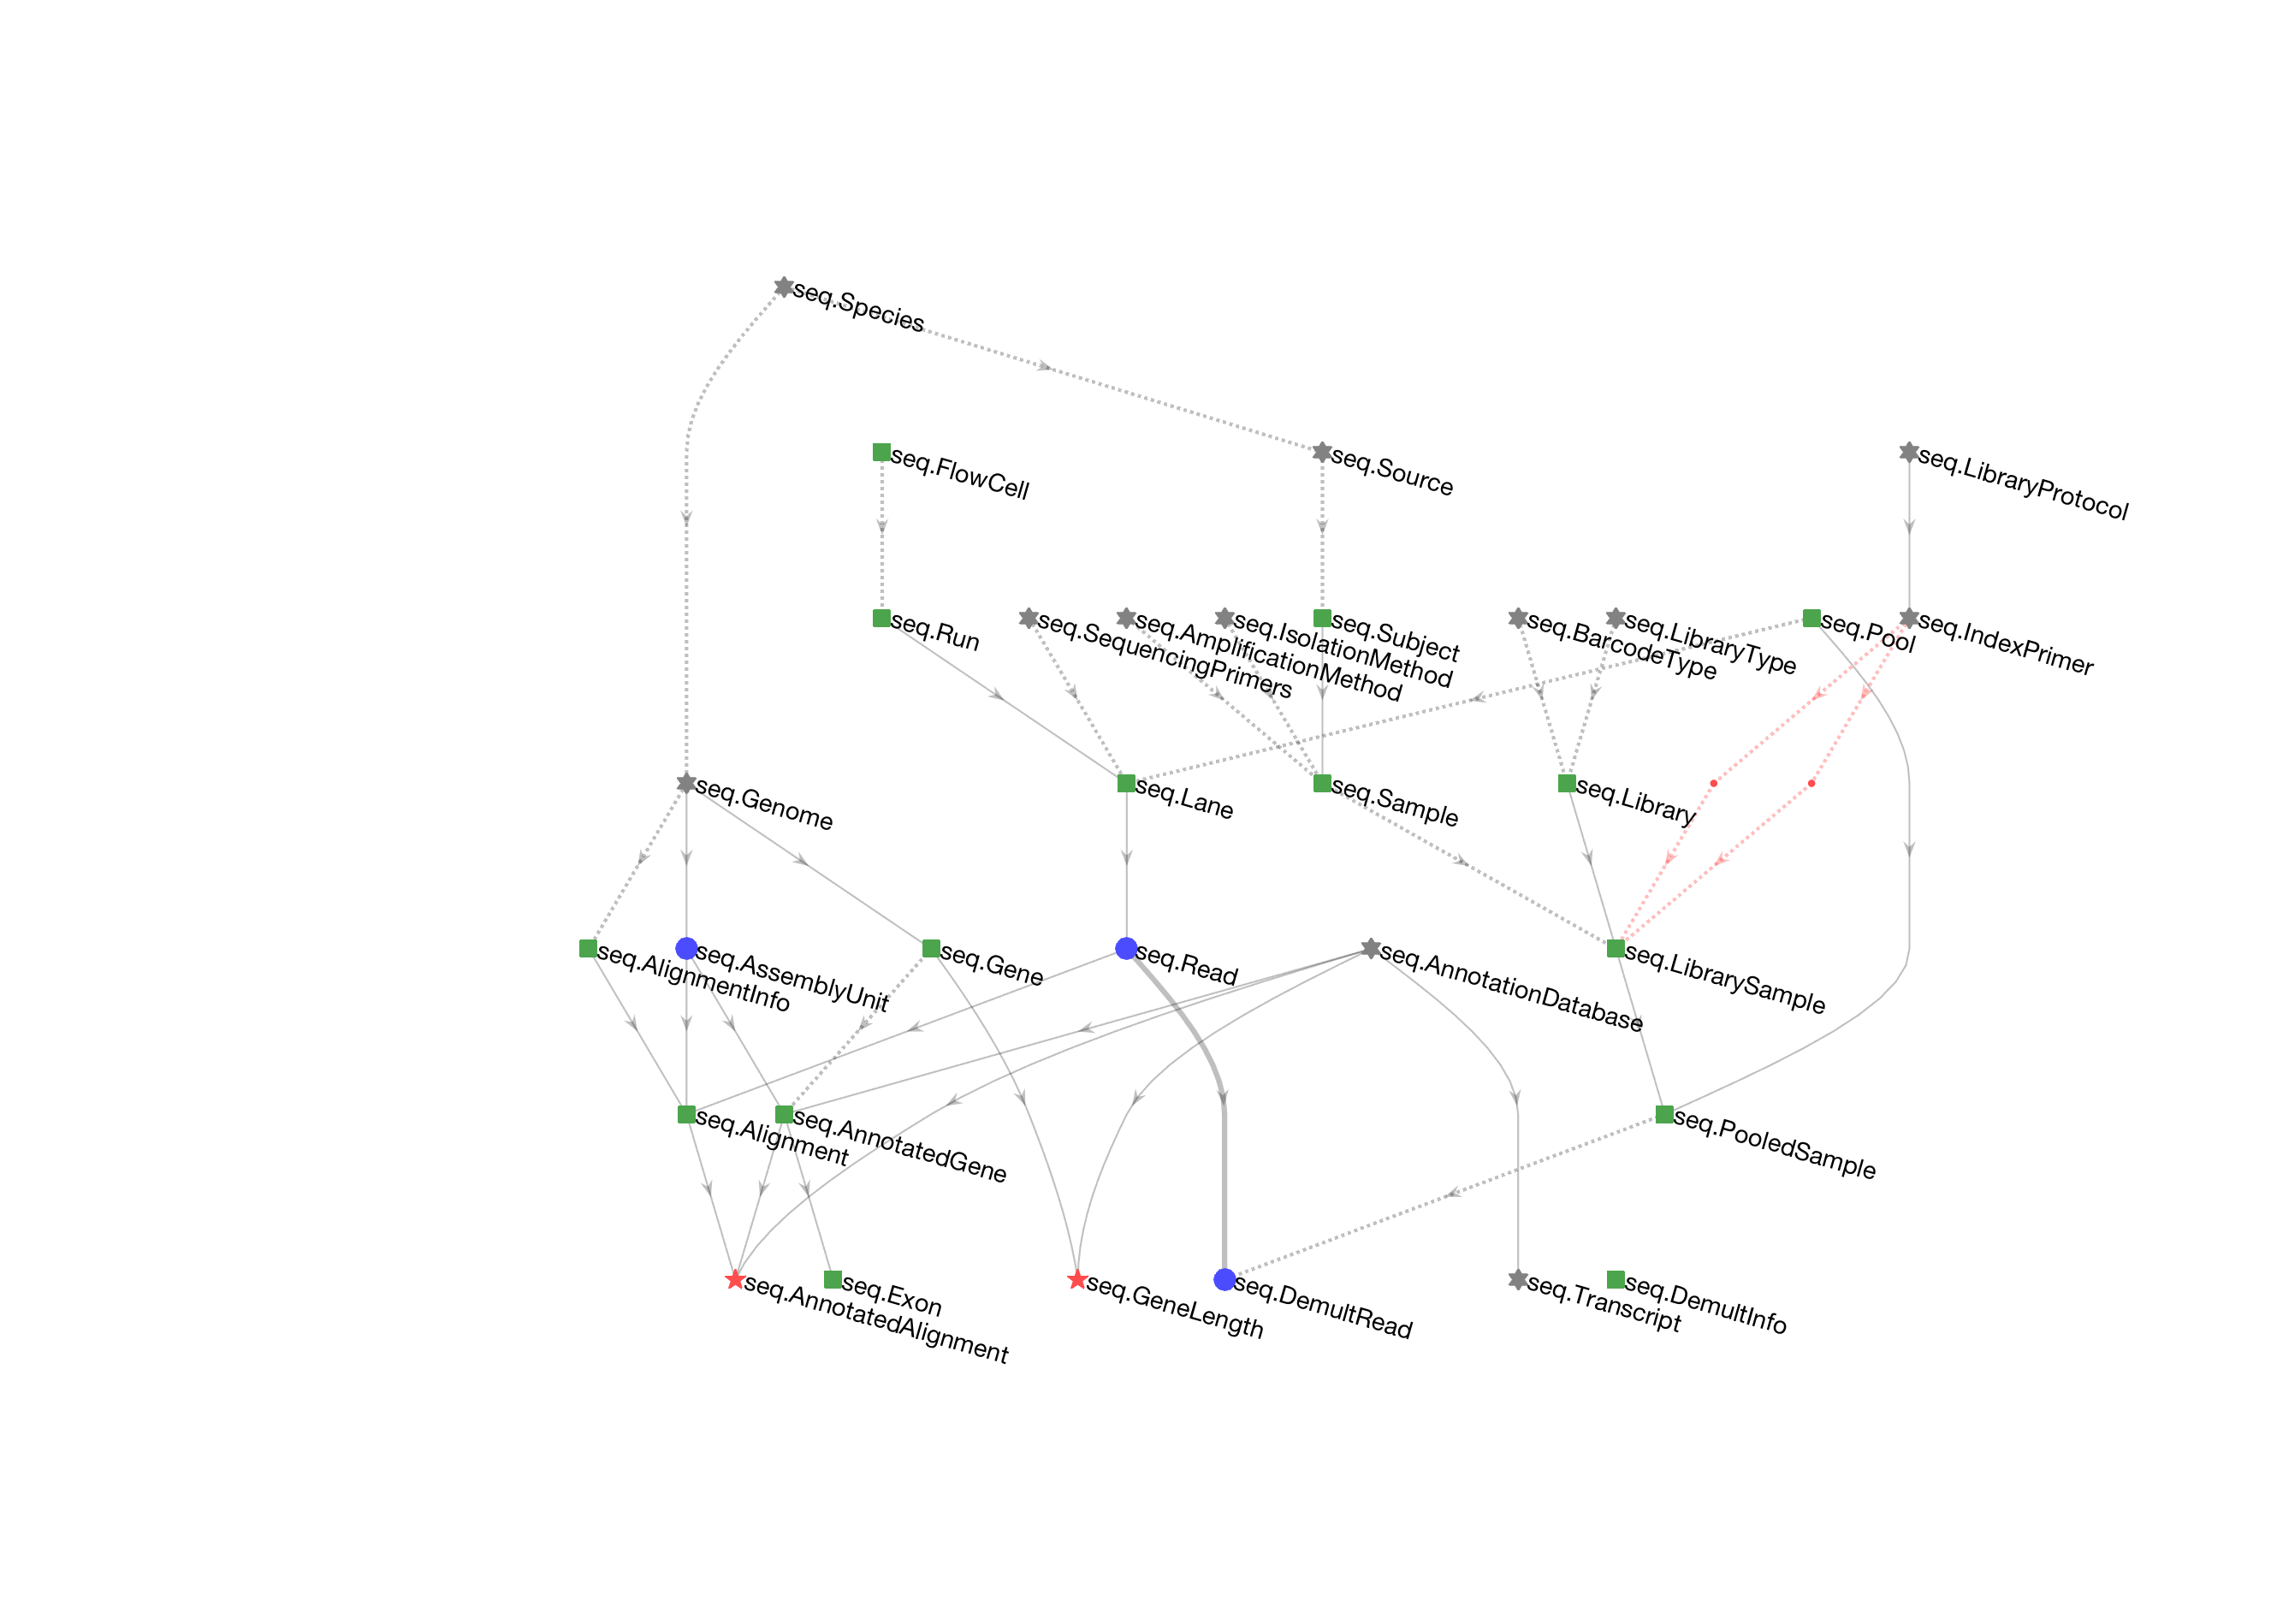 seq.Species
seq.FlowCell
seq.Source
seq.LibraryProtocol
seq.Run
seq.SequencingPrimers
seq.AmplificationMethod
seq.IsolationMethod
seq.Subject
seq.BarcodeType
seq.LibraryType
seq.Pool
seq.IndexPrimer
seq.Genome
seq.Lane
seq.Sample
seq.Library
seq.AlignmentInfo
seq.AssemblyUnit
seq.Gene
seq.Read
seq.AnnotationDatabase
seq.LibrarySample
seq.Alignment
seq.AnnotatedGene
seq.PooledSample
seq.AnnotatedAlignment
seq.Exon
seq.GeneLength
seq.DemultRead
seq.Transcript
seq.DemultInfo